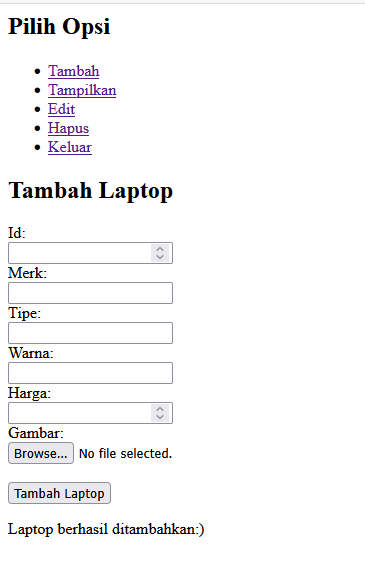 Pilih Opsi
Tambah
Tampilkan
Edit
Hapus
Keluar
Tambah Laptop
Id:
Merk:
Tipe:
Warna:
Harga:
Gambar:
Browse... No file selected.
Tambah Laptop
Laptop berhasil ditambahkan:)